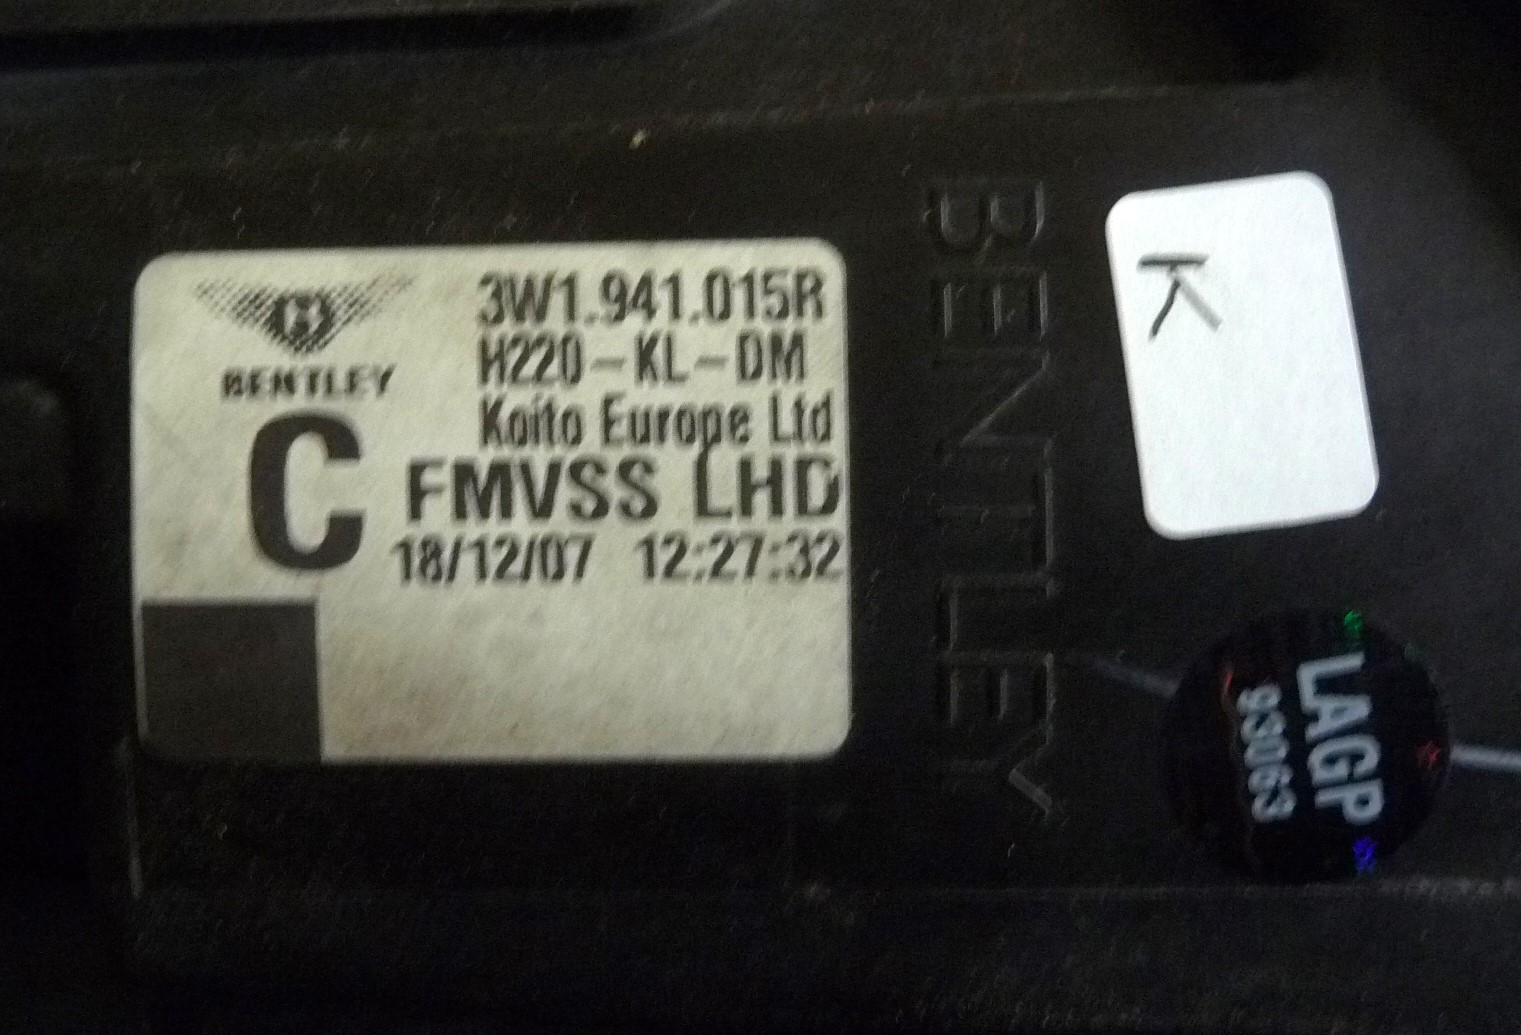 BENTLEY
C
3W1.941.015R
H220-KL-DM
Koito Europe Ltd
FMVSS LHD
18/12/07 12:27:32
BENTLEY
K
LAGP
93063